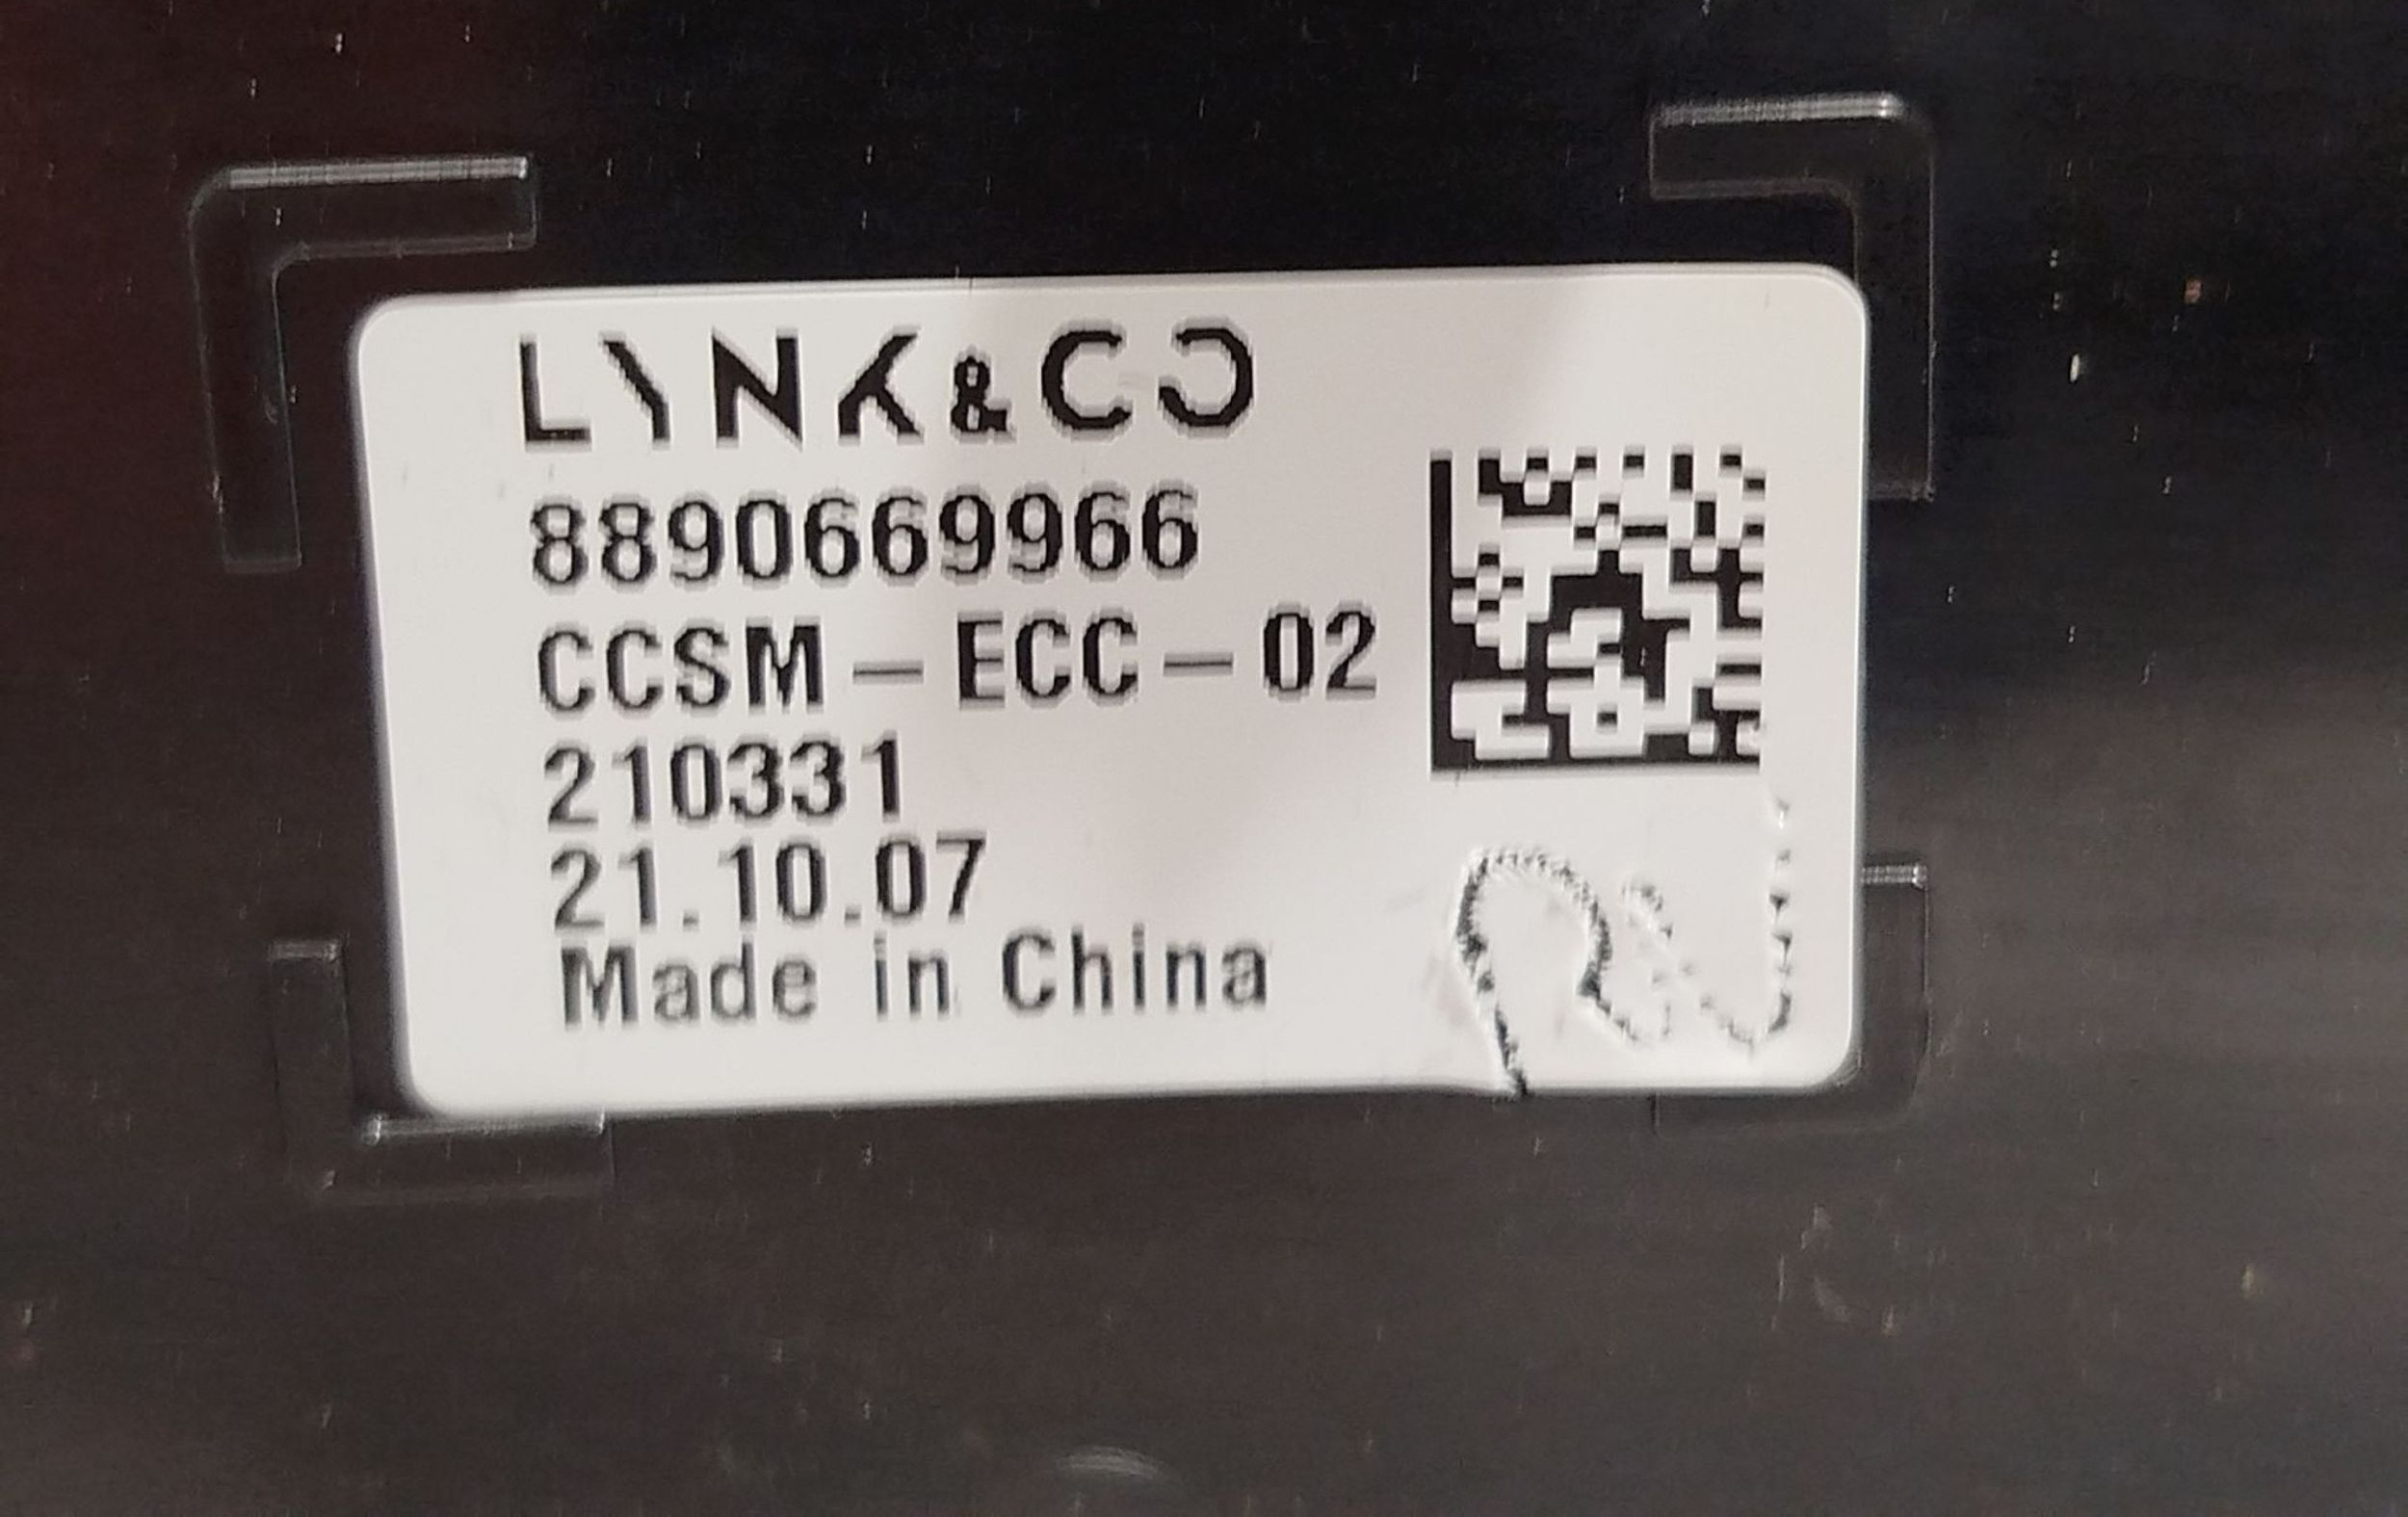 LYNK&CO
8890669966
CCSM-ECC-02
210331
21.10.07
Made in China